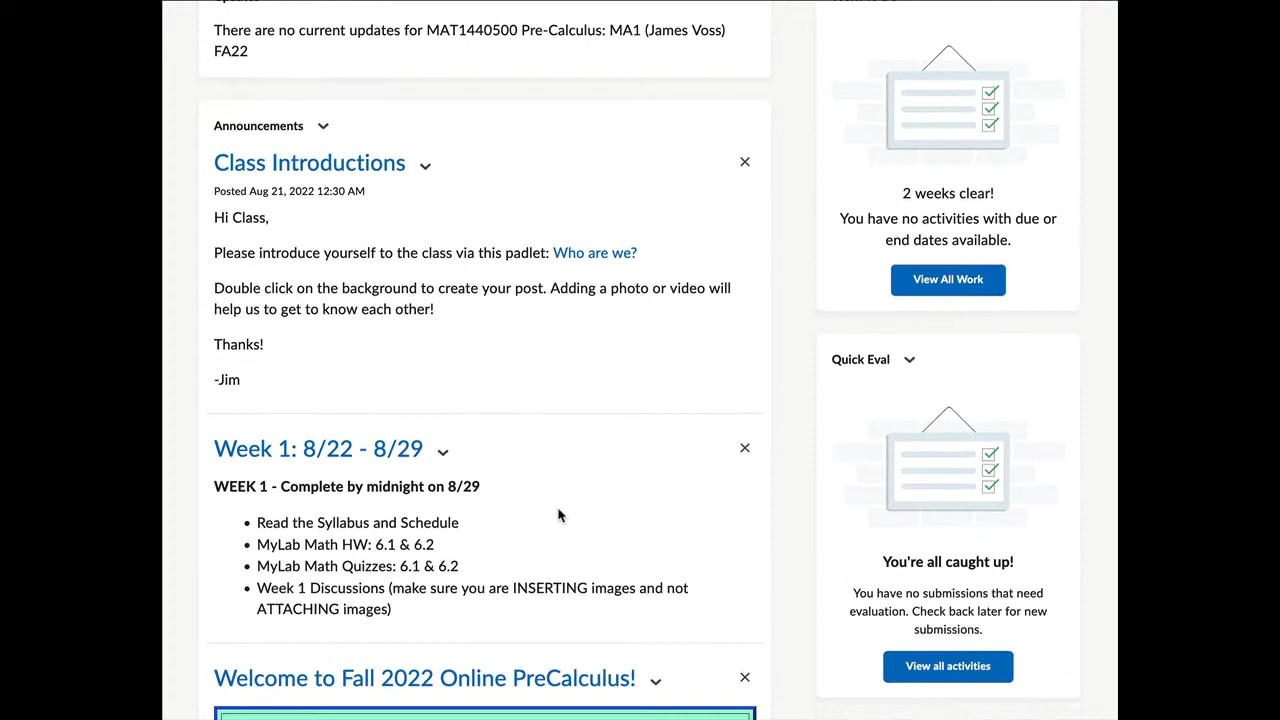 There are no current updates for MAT1440500 Pre-Calculus: MA1 (James Voss)
FA22
Announcements
Class Introductions
Posted Aug 21, 2022 12:30 AM
Hi Class,
Please introduce yourself to the class via this padlet: Who are we?
Double click on the background to create your post. Adding a photo or video will
help us to get to know each other!
Thanks!
-Jim
Week 1: 8/22 - 8/29
WEEK 1 - Complete by midnight on 8/29
• Read the Syllabus and Schedule
• MyLab Math HW: 6.1 & 6.2
• MyLab Math Quizzes: 6.1 & 6.2
• Week 1 Discussions (make sure you are INSERTING images and not
ATTACHING images)
Welcome to Fall 2022 Online PreCalculus!
2 weeks clear!
You have no activities with due or
end dates available.
View All Work
Quick Eval
You're all caught up!
You have no submissions that need
evaluation. Check back later for new
submissions.
View all activities